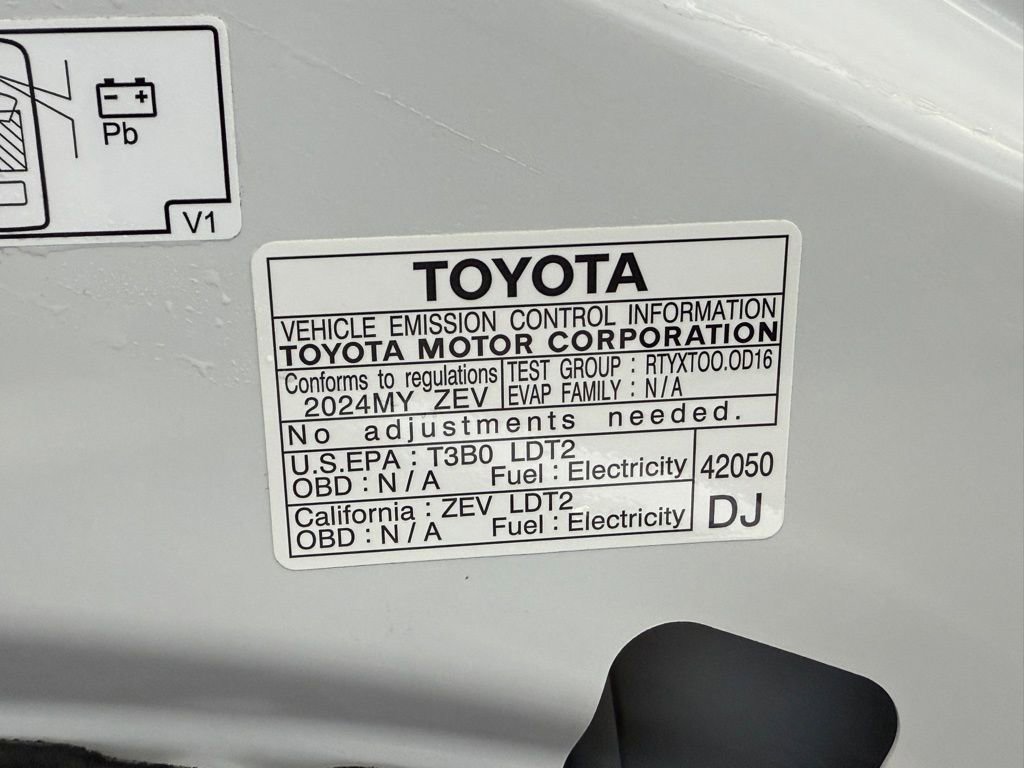 - +
Pb
V1
TOYOTA
VEHICLE EMISSION CONTROL INFORMATION
TOYOTA MOTOR CORPORATION
Conforms to regulations
2024MY ZEV
TEST GROUP : RTYXT00.0D16
EVAP FAMILY : N/A
No adjustments needed.
U.S.EPA : T3B0 LDT2
OBD : N/A Fuel : Electricity
California : ZEV LDT2
OBD : N/A Fuel : Electricity
42050
DJ